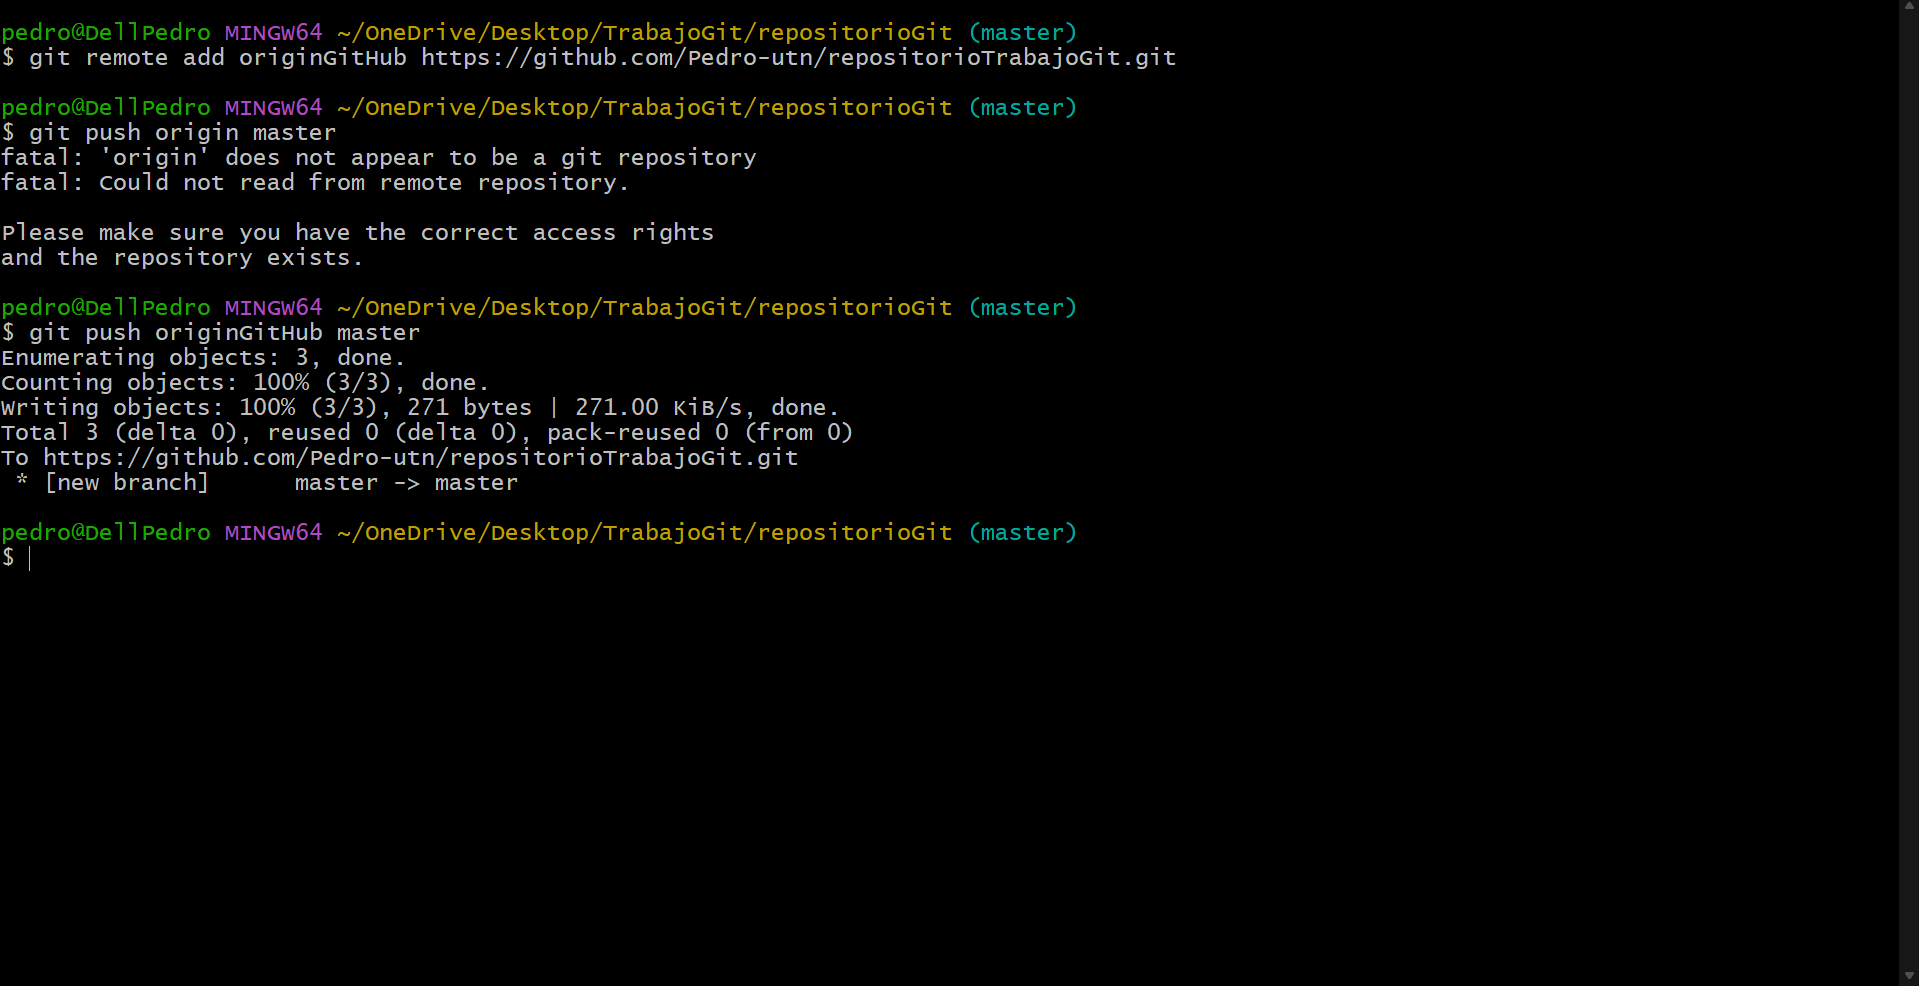 pedro@DellPedro MINGW64 ~/OneDrive/Desktop/TrabajoGit/repositorioGit (master)
$ git remote add originGitHub https://github.com/Pedro-utn/repositorioTrabajoGit.git
pedro@DellPedro MINGW64 ~/OneDrive/Desktop/TrabajoGit/repositorioGit (master)
$ git push origin master
fatal: 'origin' does not appear to be a git repository
fatal: Could not read from remote repository.
Please make sure you have the correct access rights
and the repository exists.
pedro@DellPedro MINGW64 ~/OneDrive/Desktop/TrabajoGit/repositorioGit (master)
$ git push originGitHub master
Enumerating objects: 3, done.
Counting objects: 100% (3/3), done.
Writing objects: 100% (3/3), 271 bytes | 271.00 KiB/s, done.
Total 3 (delta 0), reused 0 (delta 0), pack-reused 0 (from 0)
To https://github.com/Pedro-utn/repositorioTrabajoGit.git
 * [new branch]      master -> master
pedro@DellPedro MINGW64 ~/OneDrive/Desktop/TrabajoGit/repositorioGit (master)
$